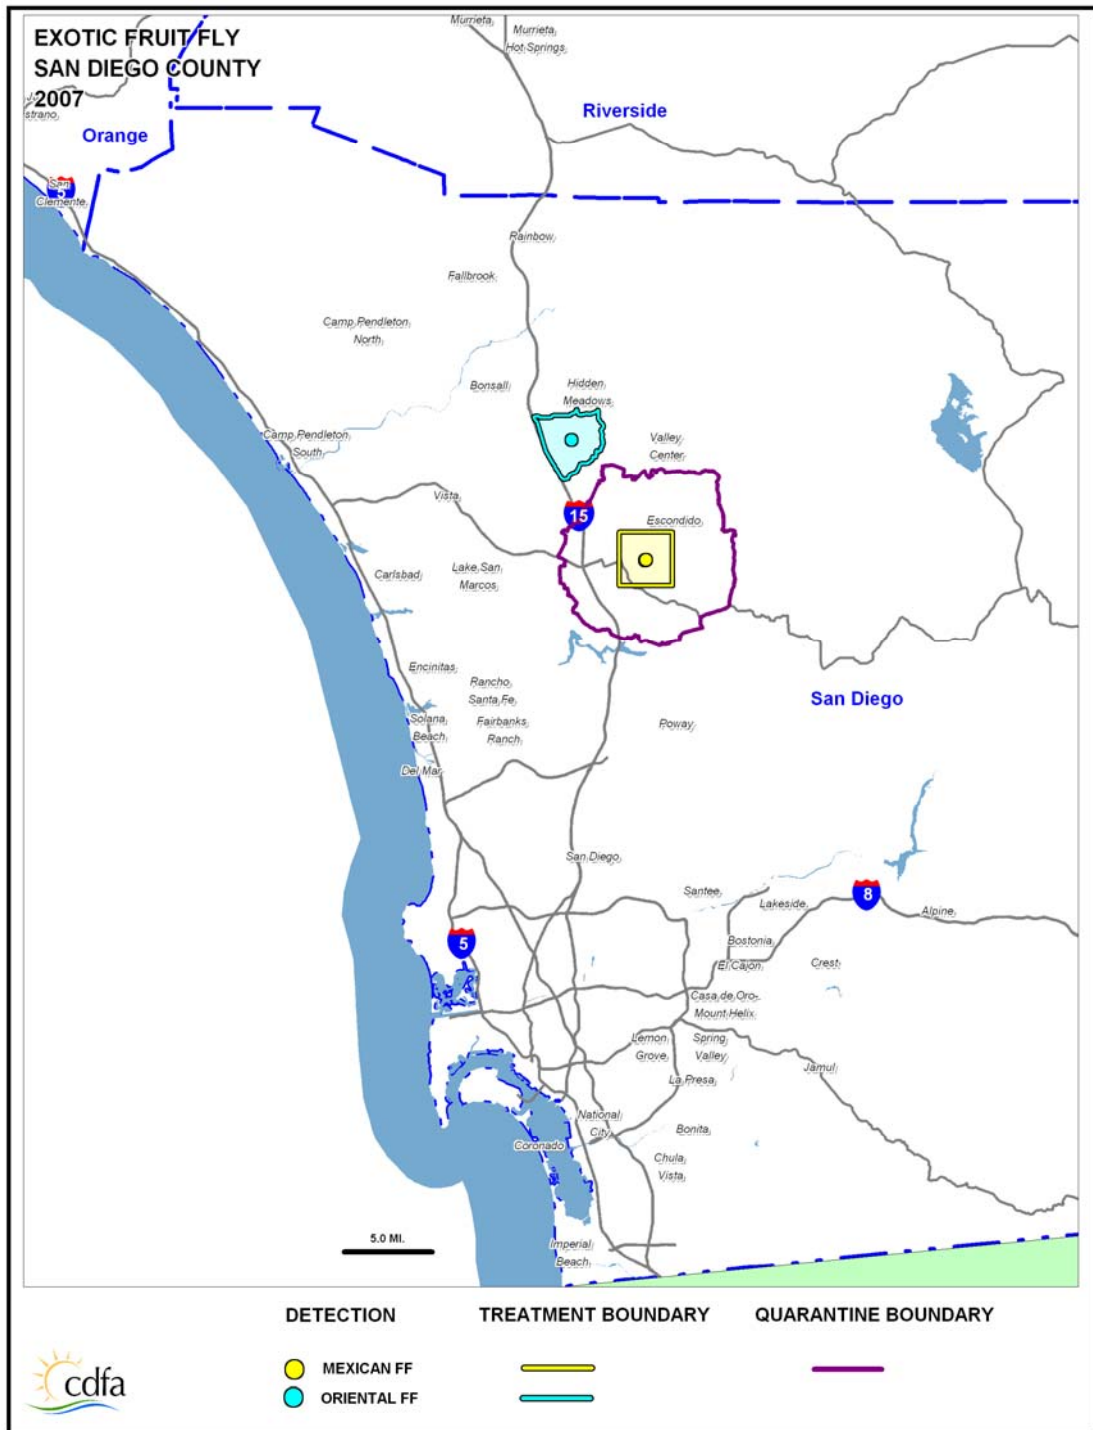 EXOTIC FRUIT FLY
SAN DIEGO COUNTY
2007
Murrieta
Murrieta
Hot Springs
Riverside
strano
Orange
San
5
Clemente
Rainbow
Fallbrook
Camp Pendleton
North
Bonsall
Hidden
Meadows
Camp Pendleton
South
Valley
Center
Vista
15
Escondido
Carlsbad
Lake San
Marcos
Encinitas
Rancho
Santa Fe
San Diego
Solana
Beach
Fairbanks
Ranch
Poway
Del Mar
San Diego
Santee
Lakeside
8
Alpine
5
Bostonia
El Cajon
Crest
Casa de Oro-
Mount Helix
Lemon
Grove
Spring
Valley
Jamul
La Presa
National
City
Bonita
Coronado
Chula
Vista
5.0 MI.
Imperial
Beach
DETECTION TREATMENT BOUNDARY QUARANTINE BOUNDARY
MEXICAN FF
ORIENTAL FF
cdfa